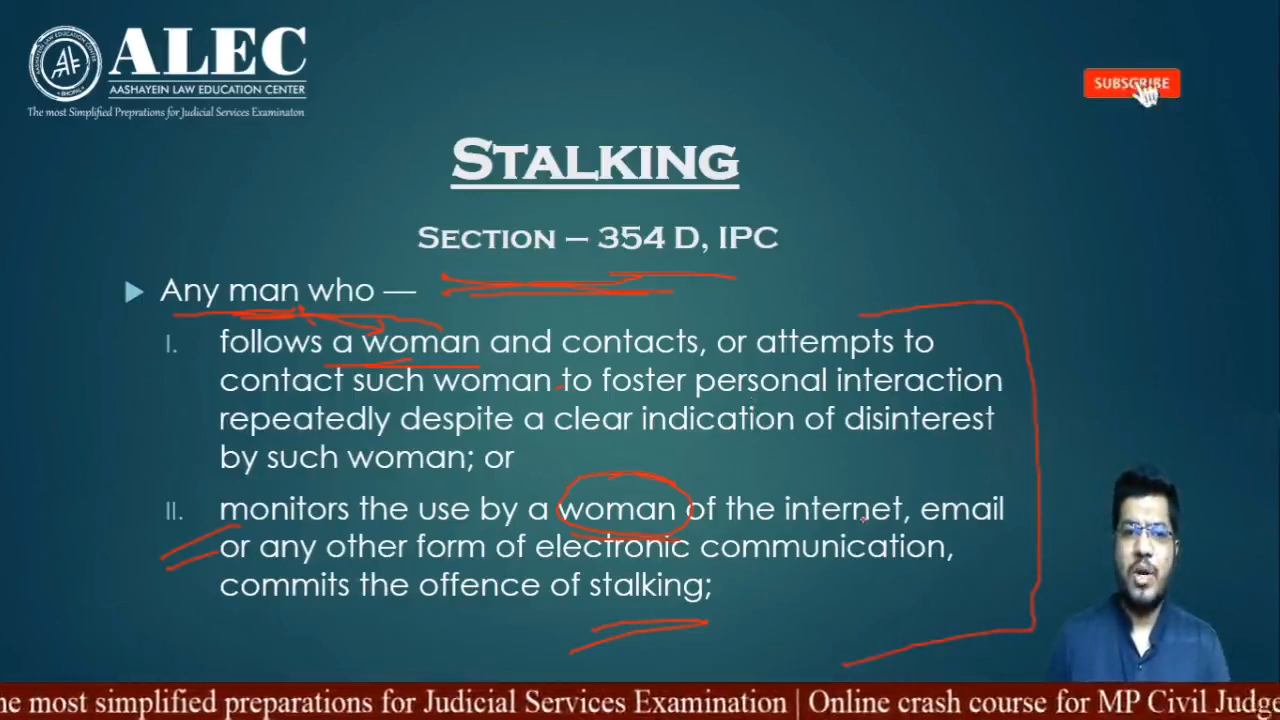 ALEC
AASHAYEIN LAW EDUCATION CENTER
The most Simplified Preprations for Judicial Services Examinaton
SUBSCRIBE
STALKING
SECTION – 354 D, IPC
Any man who —
I. follows a woman and contacts, or attempts to
contact such woman to foster personal interaction
repeatedly despite a clear indication of disinterest
by such woman; or
II. monitors the use by a woman of the internet, email
or any other form of electronic communication,
commits the offence of stalking;
he most simplified preparations for Judicial Services Examination | Online crash course for MP Civil Judge